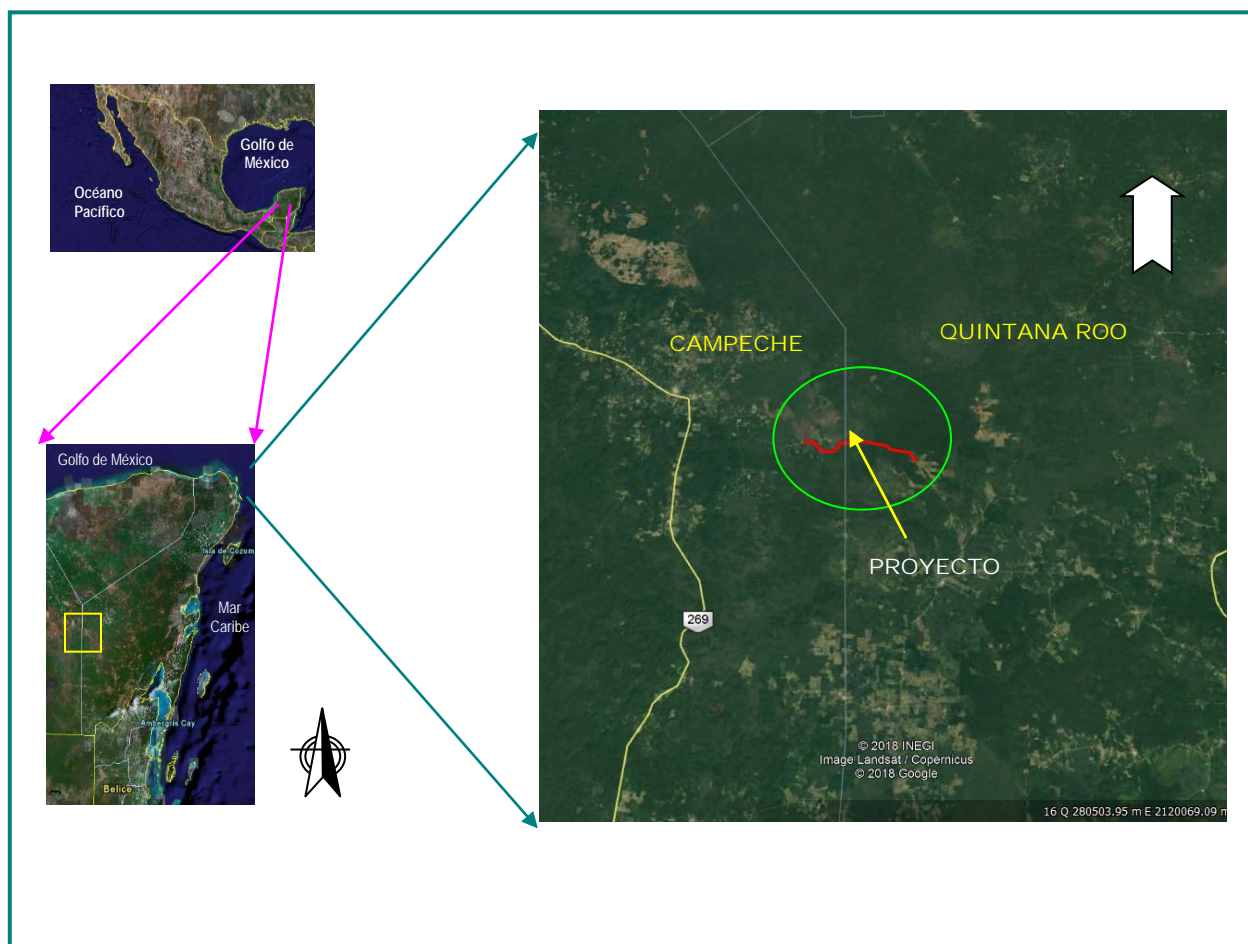 Golfo de
México
Océano
Pacífico
Golfo de México
Isla de Cozum
Mar
Caribe
Ambergris Cay
Belice
CAMPECHE
QUINTANA ROO
PROYECTO
269
© 2018 INEGI
Image Landsat / Copernicus
© 2018 Google
16 Q 280503.95 m E 2120069.09 m